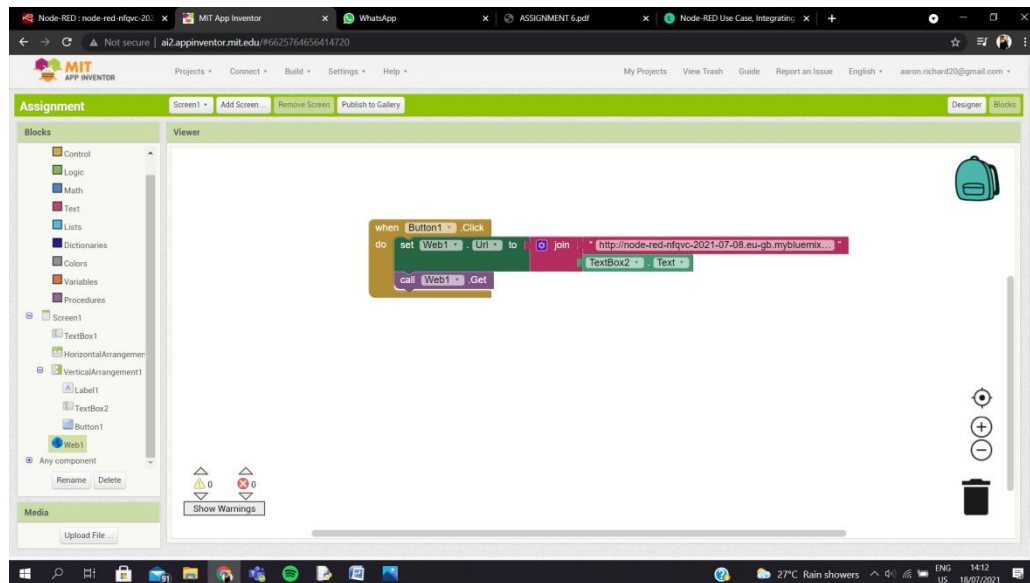 Node-RED : node-red-nfqvc-202
MIT App Inventor
WhatsApp
ASSIGNMENT 6.pdf
Node-RED Use Case, Integrating
Not secure | ai2.appinventor.mit.edu/#6625764656414720
MIT
APP INVENTOR
Projects
Connect
Build
Settings
Help
My Projects
View Trash
Guide
Report an Issue
English
aaron.richard20@gmail.com
Assignment
Screen1
Add Screen ...
Remove Screen
Publish to Gallery
Designer
Blocks
Blocks
Viewer
Control
Logic
Math
Text
Lists
Dictionaries
Colors
Variables
Procedures
Screen1
TextBox1
HorizontalArrangemen
VerticalArrangement1
Label1
TextBox2
Button1
Web1
Any component
Rename
Delete
Media
Upload File ...
when Button1 .Click
do set Web1 . Url to join " http://node-red-nfqvc-2021-07-08.eu-gb.mybluemix... "
TextBox2 . Text
call Web1 .Get
0
0
Show Warnings
91
27°C Rain showers
ENG
US
14:12
18/07/2021